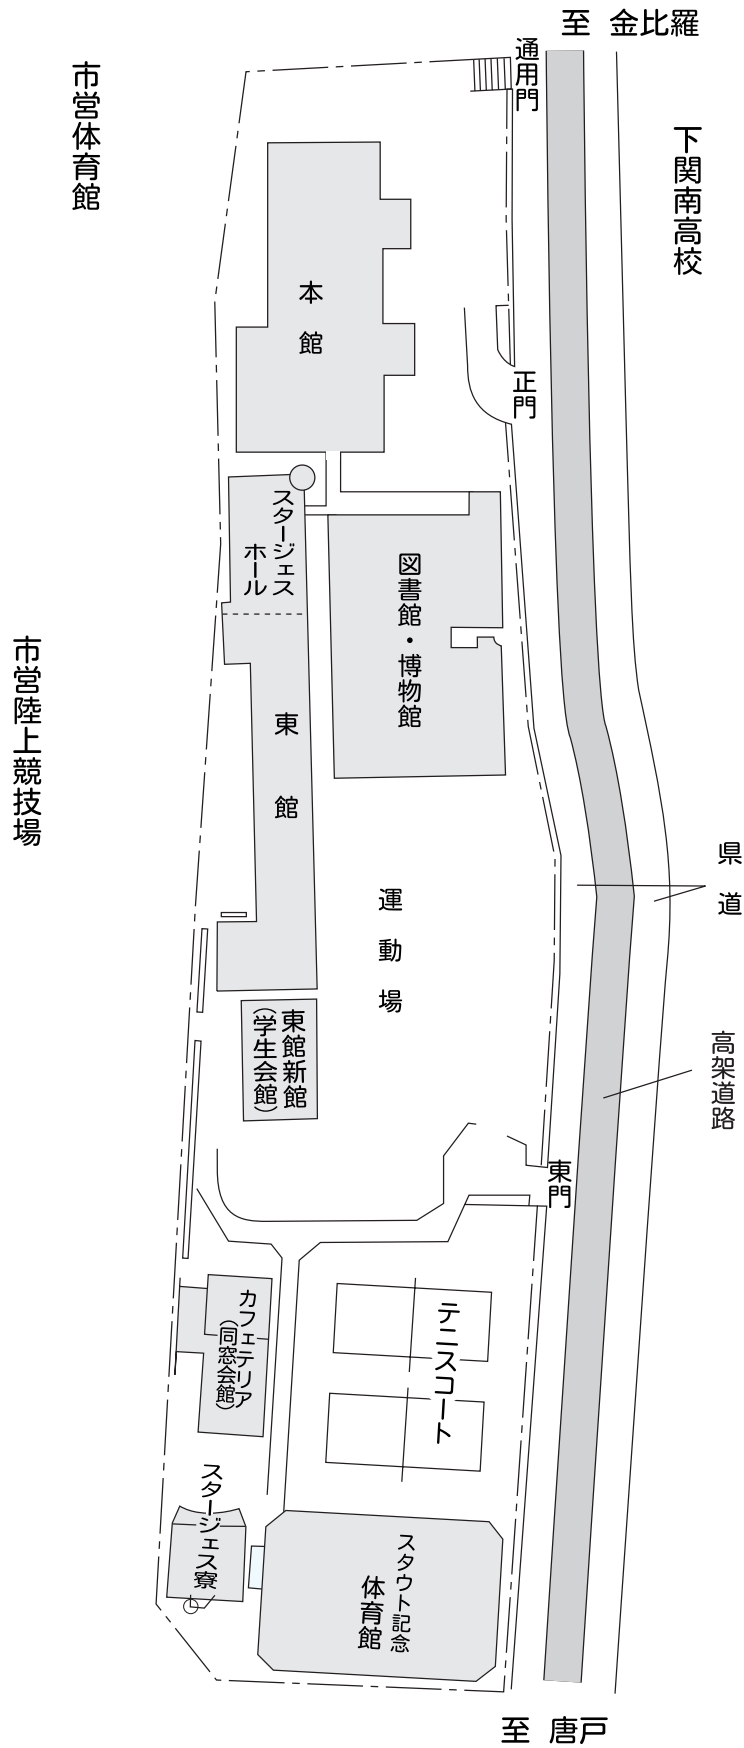 至 金比羅
通用門
市営体育館
下関南高校
本館
正門
スタージェス
ホール
図書館・博物館
市営陸上競技場
東館
県道
運動場
東館新館
(学生会館)
高架道路
東門
カフェテリア
(同窓会館)
テニスコート
スタージェス寮
スタウト記念
体育館
至 唐戸